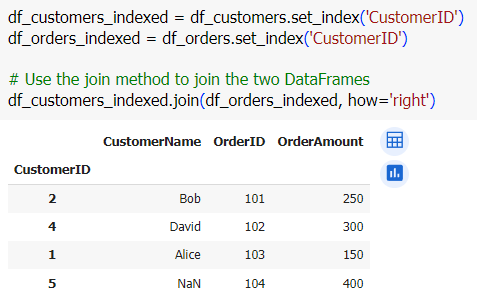 df_customers_indexed = df_customers.set_index('CustomerID')
df_orders_indexed = df_orders.set_index('CustomerID')
# Use the join method to join the two DataFrames
df_customers_indexed.join(df_orders_indexed, how='right')
CustomerName OrderID OrderAmount
CustomerID
2 Bob 101 250
4 David 102 300
1 Alice 103 150
5 NaN 104 400